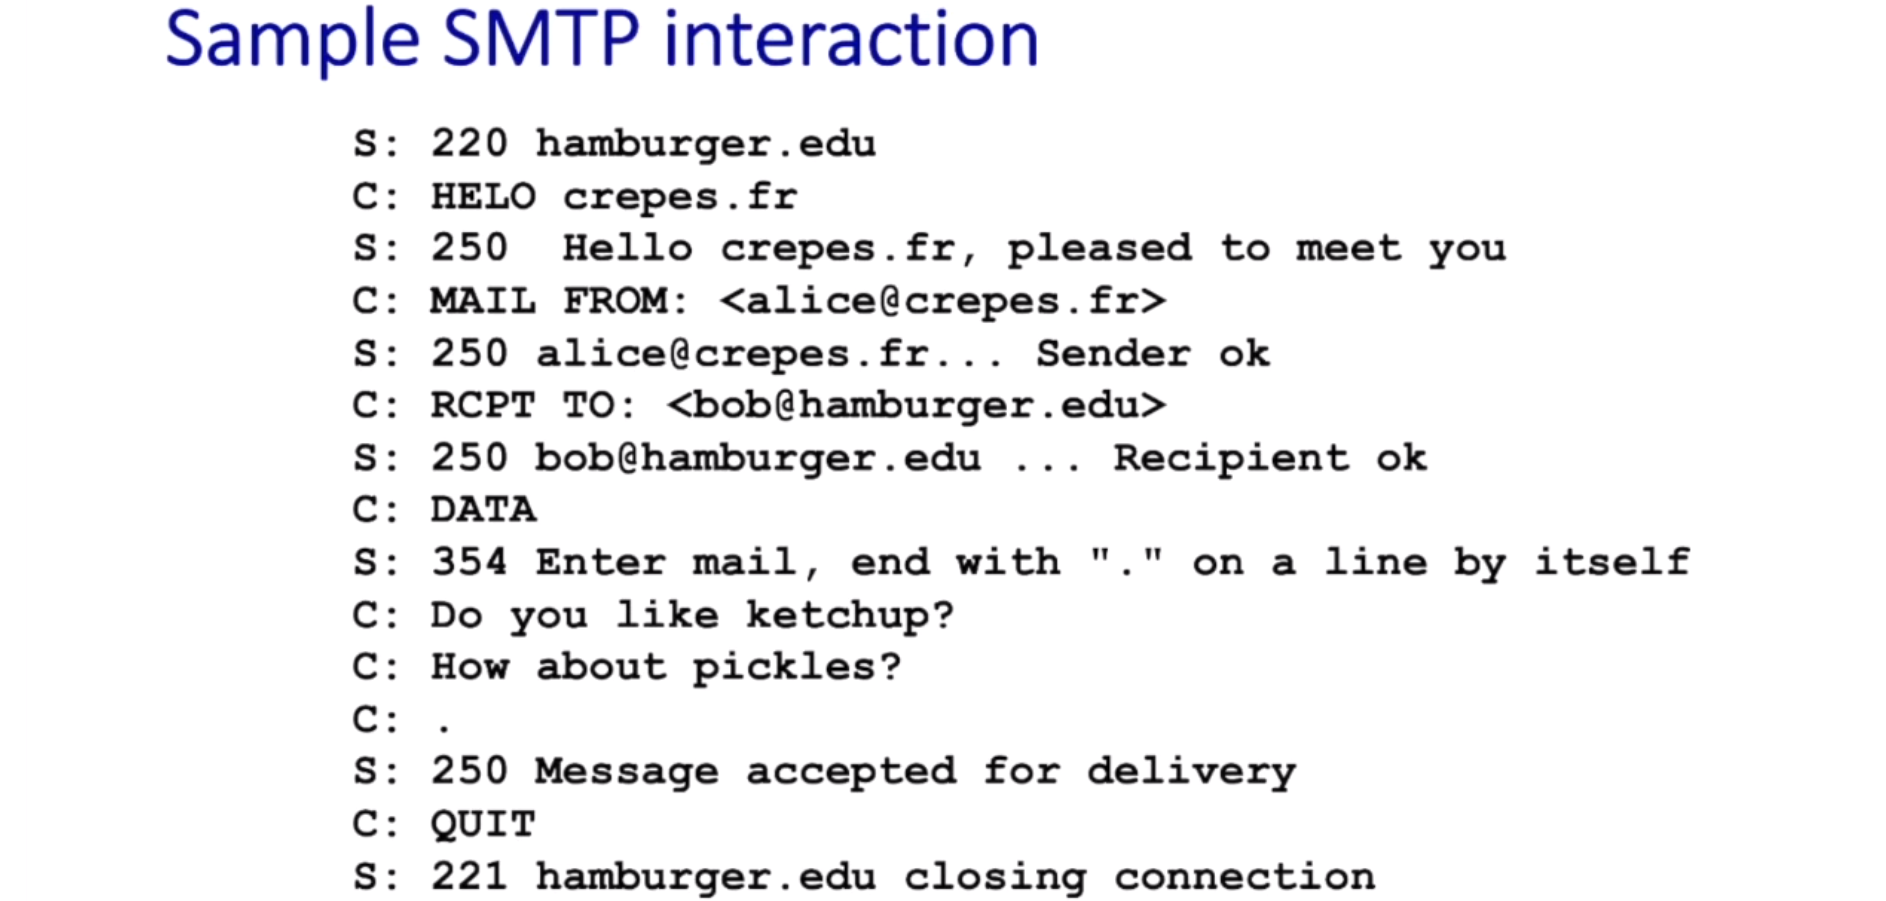 Sample SMTP interaction
S: 220 hamburger.edu
C: HELO crepes.fr
S: 250  Hello crepes.fr, pleased to meet you
C: MAIL FROM: <alice@crepes.fr>
S: 250 alice@crepes.fr... Sender ok
C: RCPT TO: <bob@hamburger.edu>
S: 250 bob@hamburger.edu ... Recipient ok
C: DATA
S: 354 Enter mail, end with "." on a line by itself
C: Do you like ketchup?
C: How about pickles?
C: .
S: 250 Message accepted for delivery
C: QUIT
S: 221 hamburger.edu closing connection